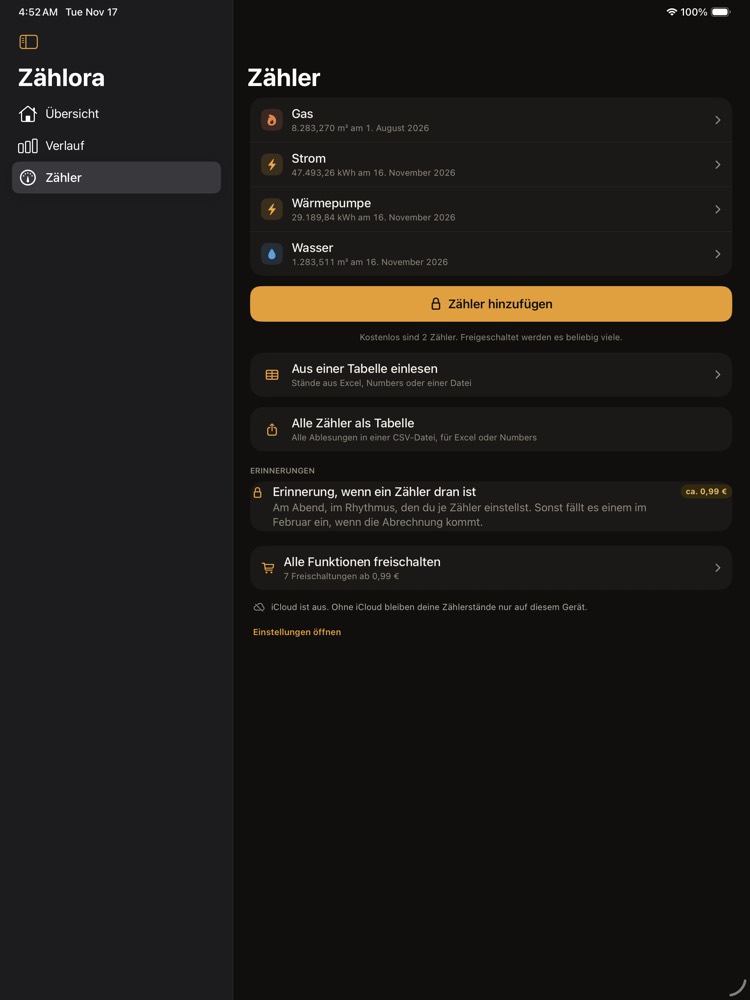 4:52 AM Tue Nov 17
100%
Zählora
Übersicht
Verlauf
Zähler
Zähler
Gas
8.283,270 m³ am 1. August 2026
Strom
47.493,26 kWh am 16. November 2026
Wärmepumpe
29.189,84 kWh am 16. November 2026
Wasser
1.283,511 m³ am 16. November 2026
Zähler hinzufügen
Kostenlos sind 2 Zähler. Freigeschaltet werden es beliebig viele.
Aus einer Tabelle einlesen
Stände aus Excel, Numbers oder einer Datei
Alle Zähler als Tabelle
Alle Ablesungen in einer CSV-Datei, für Excel oder Numbers
ERINNERUNGEN
Erinnerung, wenn ein Zähler dran ist
ca. 0,99 €
Am Abend, im Rhythmus, den du je Zähler einstellst. Sonst fällt es einem im
Februar ein, wenn die Abrechnung kommt.
Alle Funktionen freischalten
7 Freischaltungen ab 0,99 €
iCloud ist aus. Ohne iCloud bleiben deine Zählerstände nur auf diesem Gerät.
Einstellungen öffnen